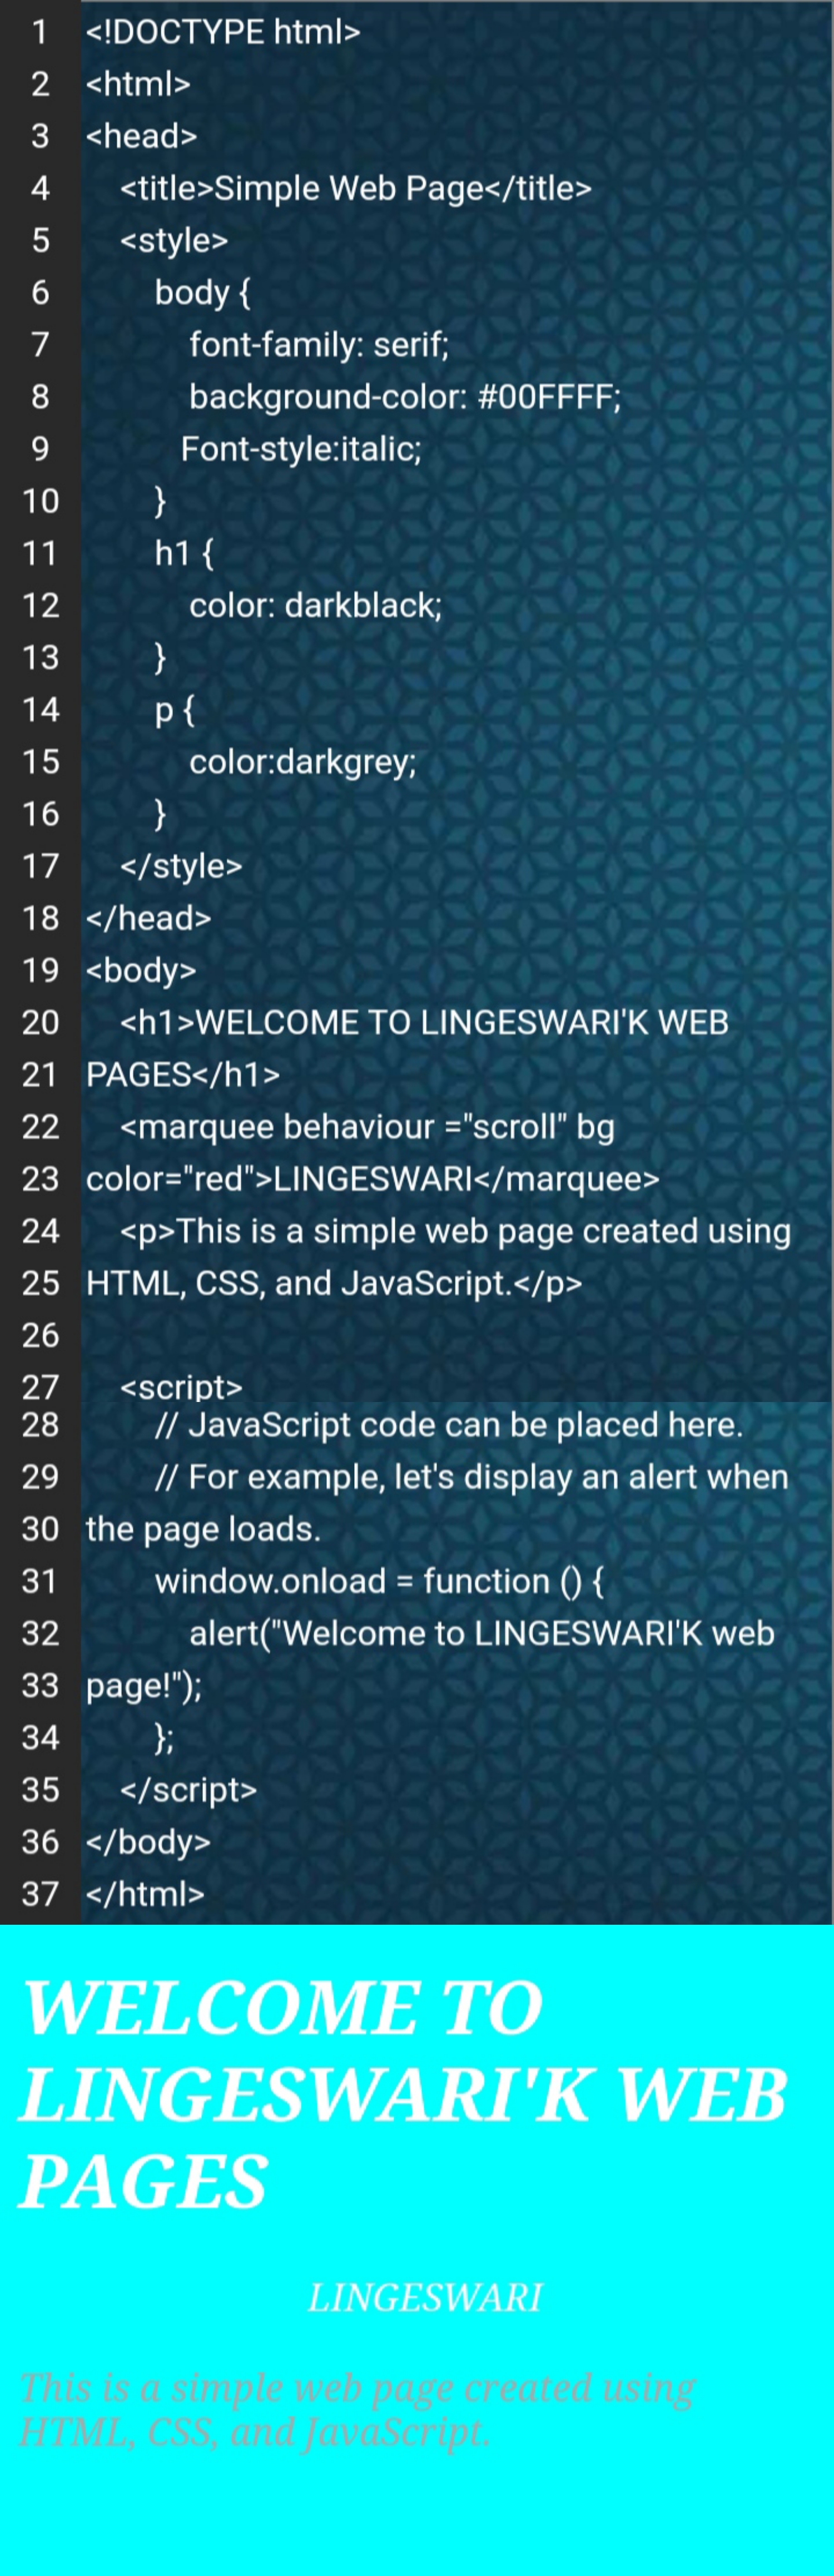 1 <!DOCTYPE html>
2 <html>
3 <head>
4 <title>Simple Web Page</title>
5 <style>
6 body {
7 font-family: serif;
8 background-color: #00FFFF;
9 Font-style:italic;
10 }
11 h1 {
12 color: darkblack;
13 }
14 p {
15 color:darkgrey;
16 }
17 </style>
18 </head>
19 <body>
20 <h1>WELCOME TO LINGESWARI'K WEB
21 PAGES</h1>
22 <marquee behaviour ="scroll" bg
23 color="red">LINGESWARI</marquee>
24 <p>This is a simple web page created using
25 HTML, CSS, and JavaScript.</p>
26
27 <script>
28 // JavaScript code can be placed here.
29 // For example, let's display an alert when
30 the page loads.
31 window.onload = function () {
32 alert("Welcome to LINGESWARI'K web
33 page!");
34 };
35 </script>
36 </body>
37 </html>
WELCOME TO
LINGESWARI'K WEB
PAGES
LINGESWARI
This is a simple web page created using
HTML, CSS, and JavaScript.